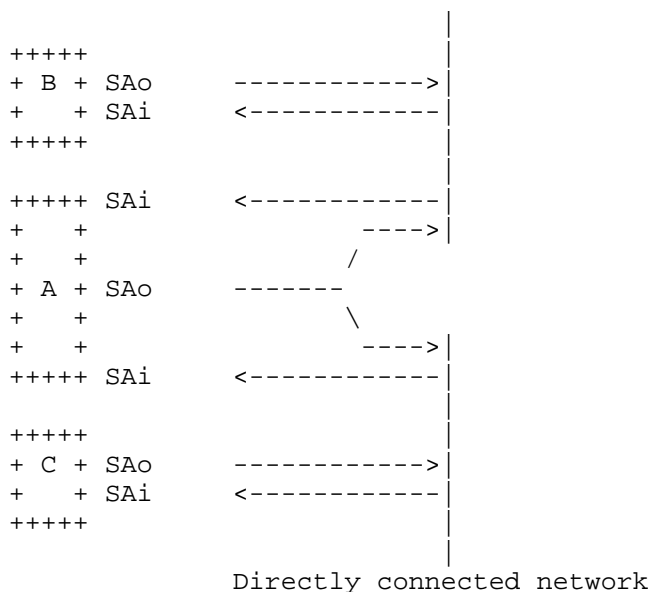 |
+++++                                |
+ B + SAo         ------------>|
+   + SAi         <------------|
+++++                                |
                                     |
+++++ SAi         <------------|
+   +                    ---->|
+   +                   /
+ A + SAo         -------
+   +                   \
+   +                    ---->|
+++++ SAi         <------------|
                                     |
+++++                                |
+ C + SAo         ------------>|
+   + SAi         <------------|
+++++                                |
                                     |
Directly connected network